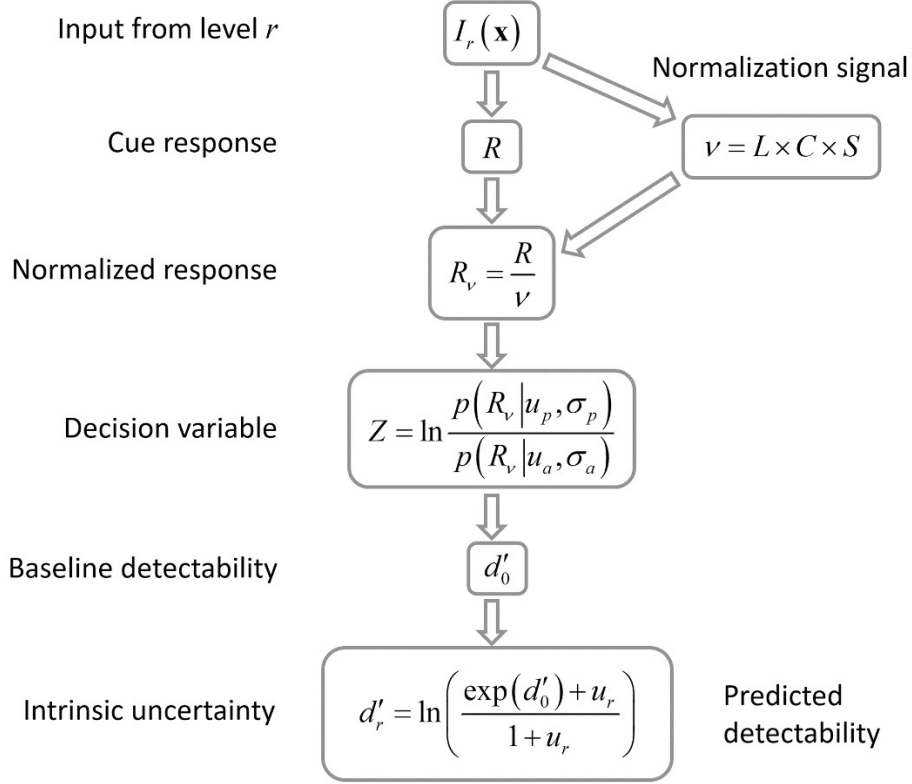 Input from level r
I_r(𝐱)
Normalization signal
Cue response
R
ν = L × C × S
Normalized response
R_ν = R/ν
Decision variable
Z = ln p(R_ν|u_p, σ_p) / p(R_ν|u_a, σ_a)
Baseline detectability
d′_0
Intrinsic uncertainty
d′_r = ln((exp(d′_0) + u_r) / (1 + u_r))
Predicted
detectability